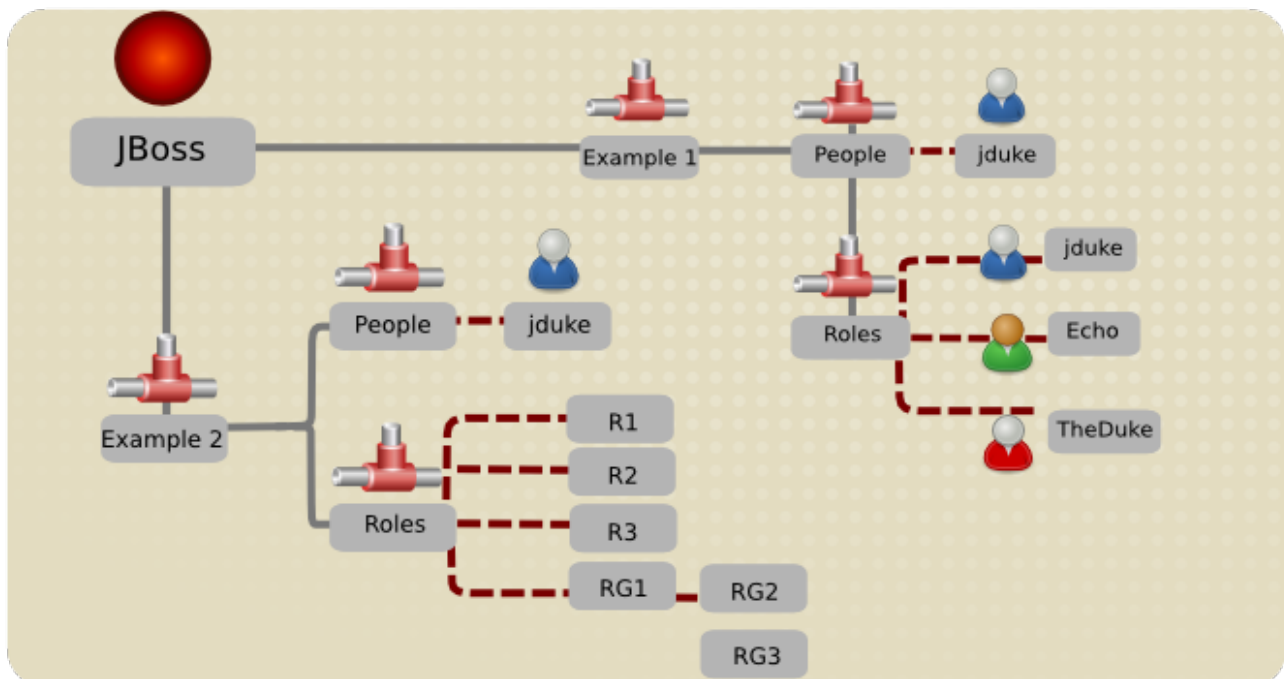 JBoss
Example 1
People
jduke
jduke
Roles
Echo
TheDuke
People
jduke
Example 2
Roles
R1
R2
R3
RG1
RG2
RG3